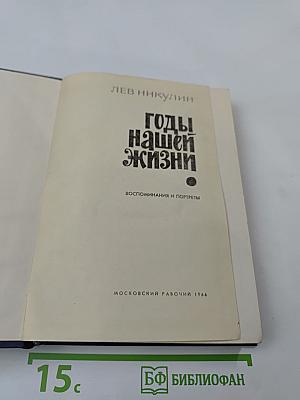 ЛЕВ НИКУЛИН
ГОДЫ
НАШЕЙ
ЖИЗНИ
ВОСПОМИНАНИЯ И ПОРТРЕТЫ
МОСКОВСКИЙ РАБОЧИЙ 1966
15с
БФ БИБЛИОФАН